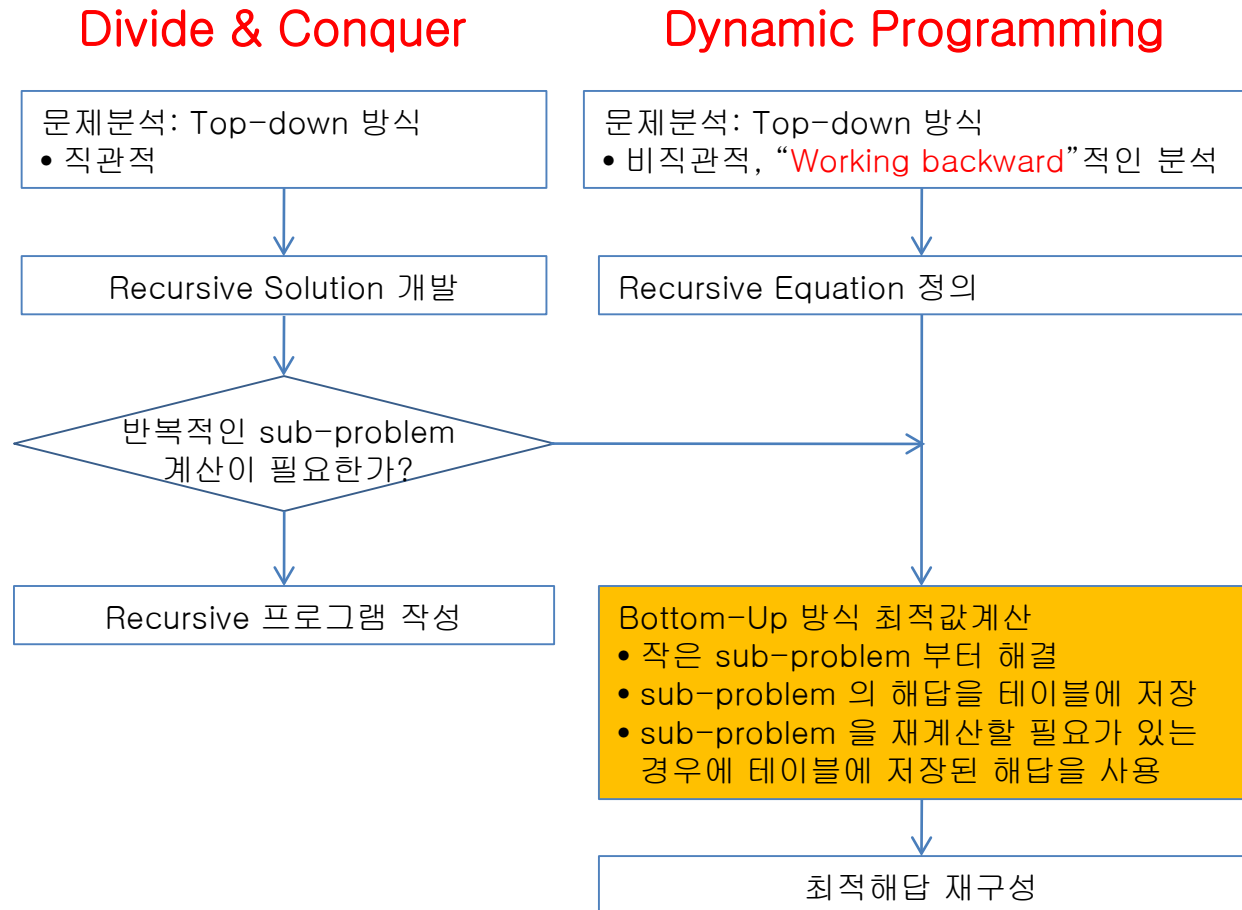 Divide & Conquer
문제분석: Top-down 방식
• 직관적
Recursive Solution 개발
반복적인 sub-problem
계산이 필요한가?
Recursive 프로그램 작성
Dynamic Programming
문제분석: Top-down 방식
• 비직관적, “Working backward”적인 분석
Recursive Equation 정의
Bottom-Up 방식 최적값계산
• 작은 sub-problem 부터 해결
• sub-problem 의 해답을 테이블에 저장
• sub-problem 을 재계산할 필요가 있는
경우에 테이블에 저장된 해답을 사용
최적해답 재구성